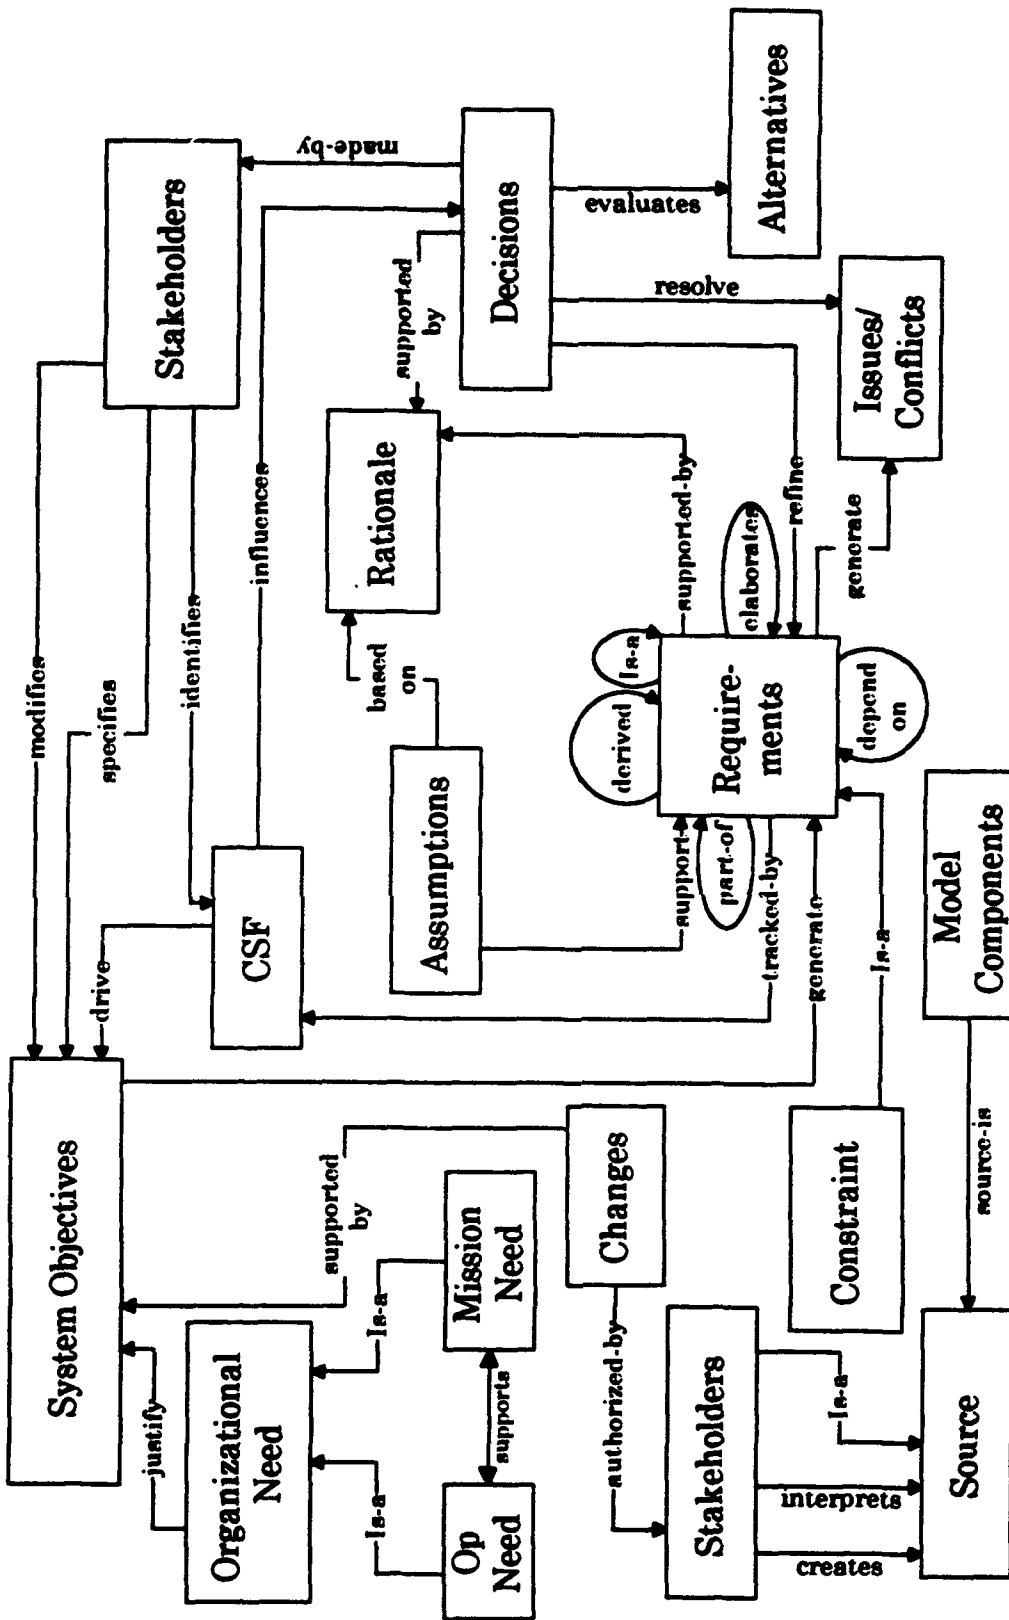 System Objectives
modifies
specifies
drive
identifies
Stakeholders
justify
supported
by
CSF
influences
made-by
Organizational
Need
Is-a
Is-a
Op
Need
supports
Mission
Need
Assumptions
based
on
Rationale
supported
by
Decisions
authorized-by
Changes
support
part-of
tracked-by
generate
derived
Is-a
Require-
ments
supported-by
elaborates
refine
resolve
evaluates
depend
on
generate
Issues/
Conflicts
Alternatives
Stakeholders
creates
interprets
Is-a
Source
Constraint
Is-a
source-is
Model
Components